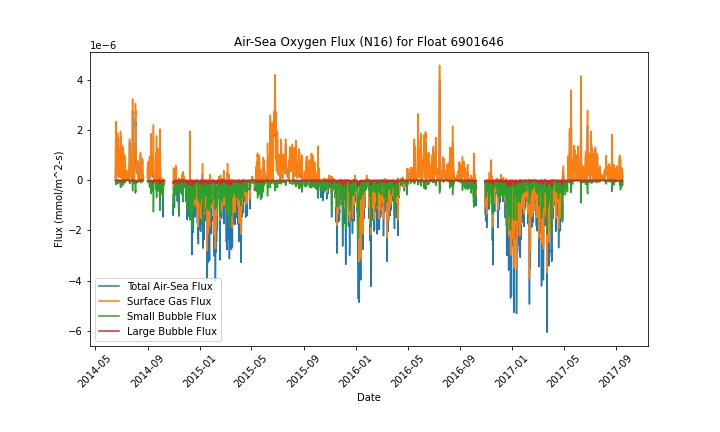 Air-Sea Oxygen Flux (N16) for Float 6901646
1e−6
4
2
0
−2
−4
−6
Flux (mmol/m^2-s)
Total Air-Sea Flux
Surface Gas Flux
Small Bubble Flux
Large Bubble Flux
2014-05
2014-09
2015-01
2015-05
2015-09
2016-01
2016-05
2016-09
2017-01
2017-05
2017-09
Date